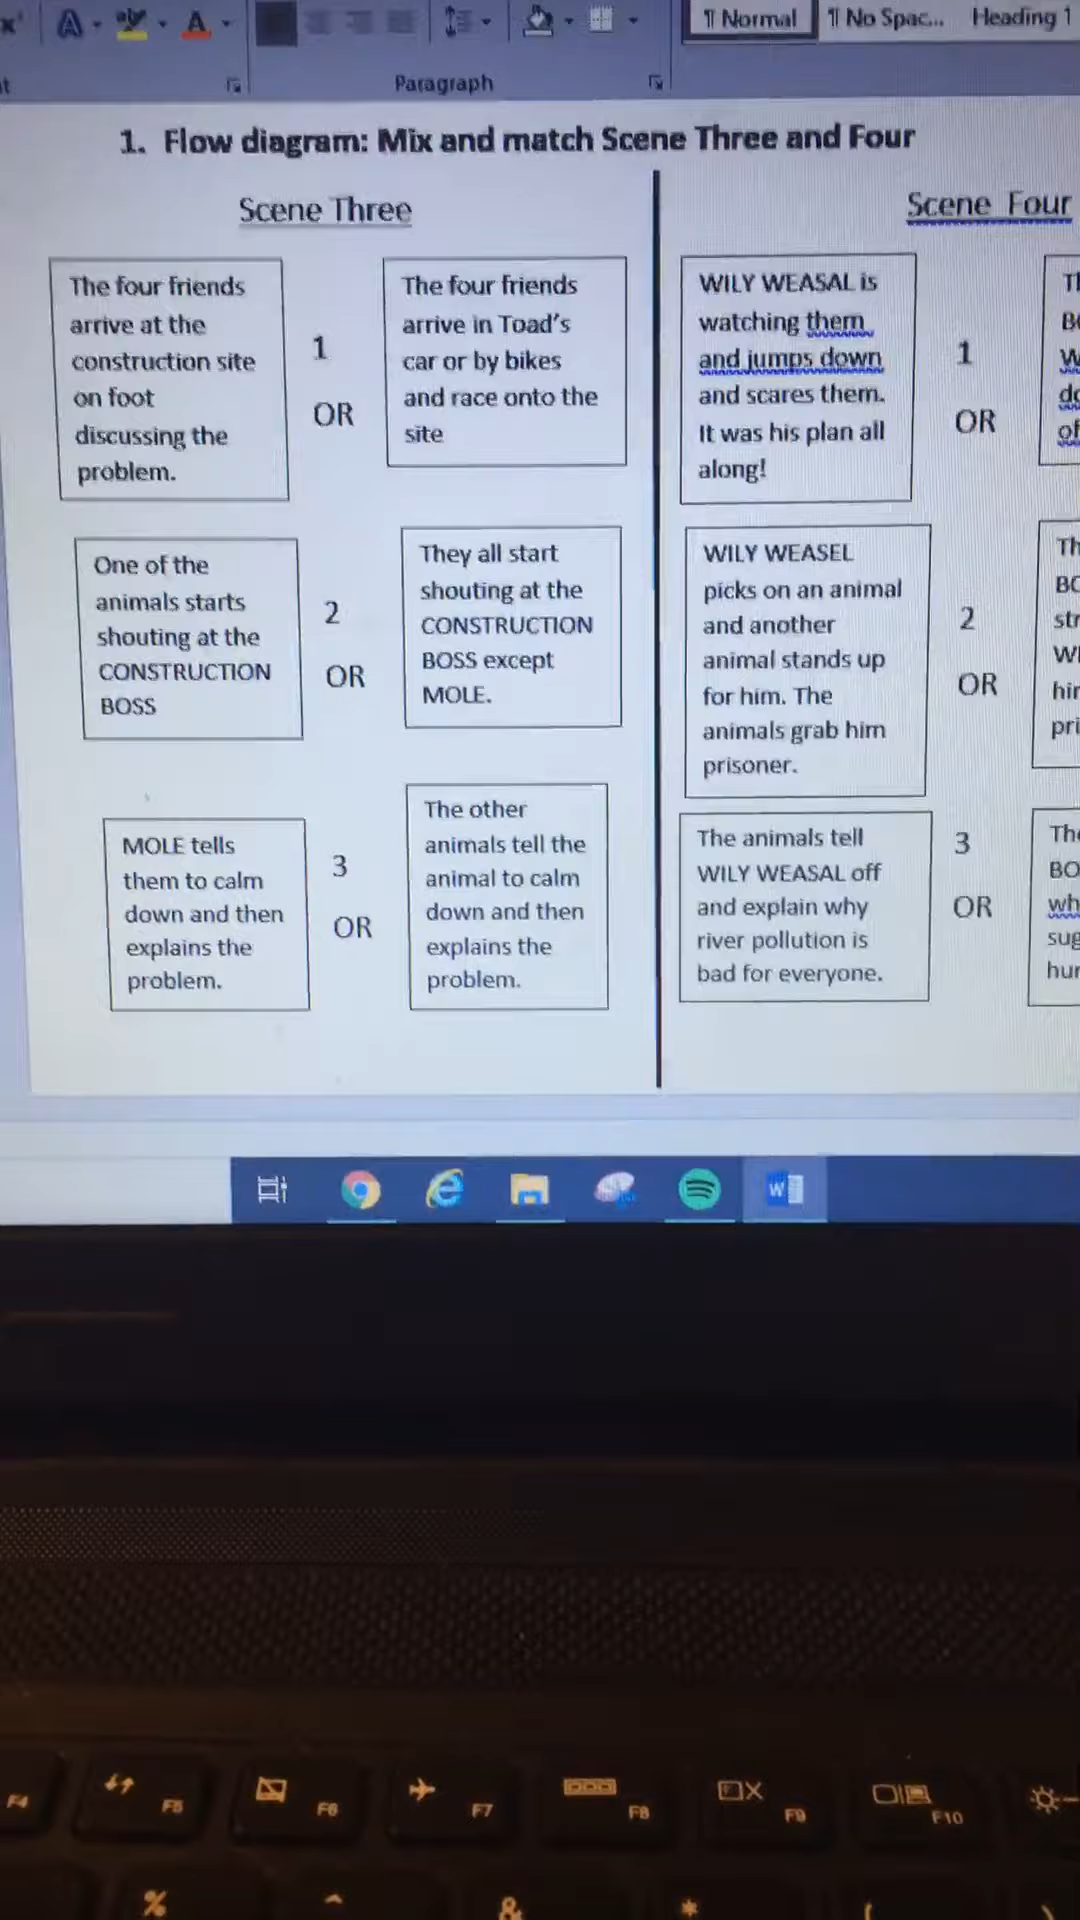 Paragraph
¶ Normal
¶ No Spac...
Heading 1
1. Flow diagram: Mix and match Scene Three and Four
Scene Three
The four friends
arrive at the
construction site
on foot
discussing the
problem.
1
OR
The four friends
arrive in Toad's
car or by bikes
and race onto the
site
One of the
animals starts
shouting at the
CONSTRUCTION
BOSS
2
OR
They all start
shouting at the
CONSTRUCTION
BOSS except
MOLE.
MOLE tells
them to calm
down and then
explains the
problem.
3
OR
The other
animals tell the
animal to calm
down and then
explains the
problem.
Scene Four
WILY WEASAL is
watching them
and jumps down
and scares them.
It was his plan all
along!
1
OR
WILY WEASEL
picks on an animal
and another
animal stands up
for him. The
animals grab him
prisoner.
2
OR
The animals tell
WILY WEASAL off
and explain why
river pollution is
bad for everyone.
3
OR
F4
F5
F6
F7
F8
F9
F10
%
^
&
*
(
)